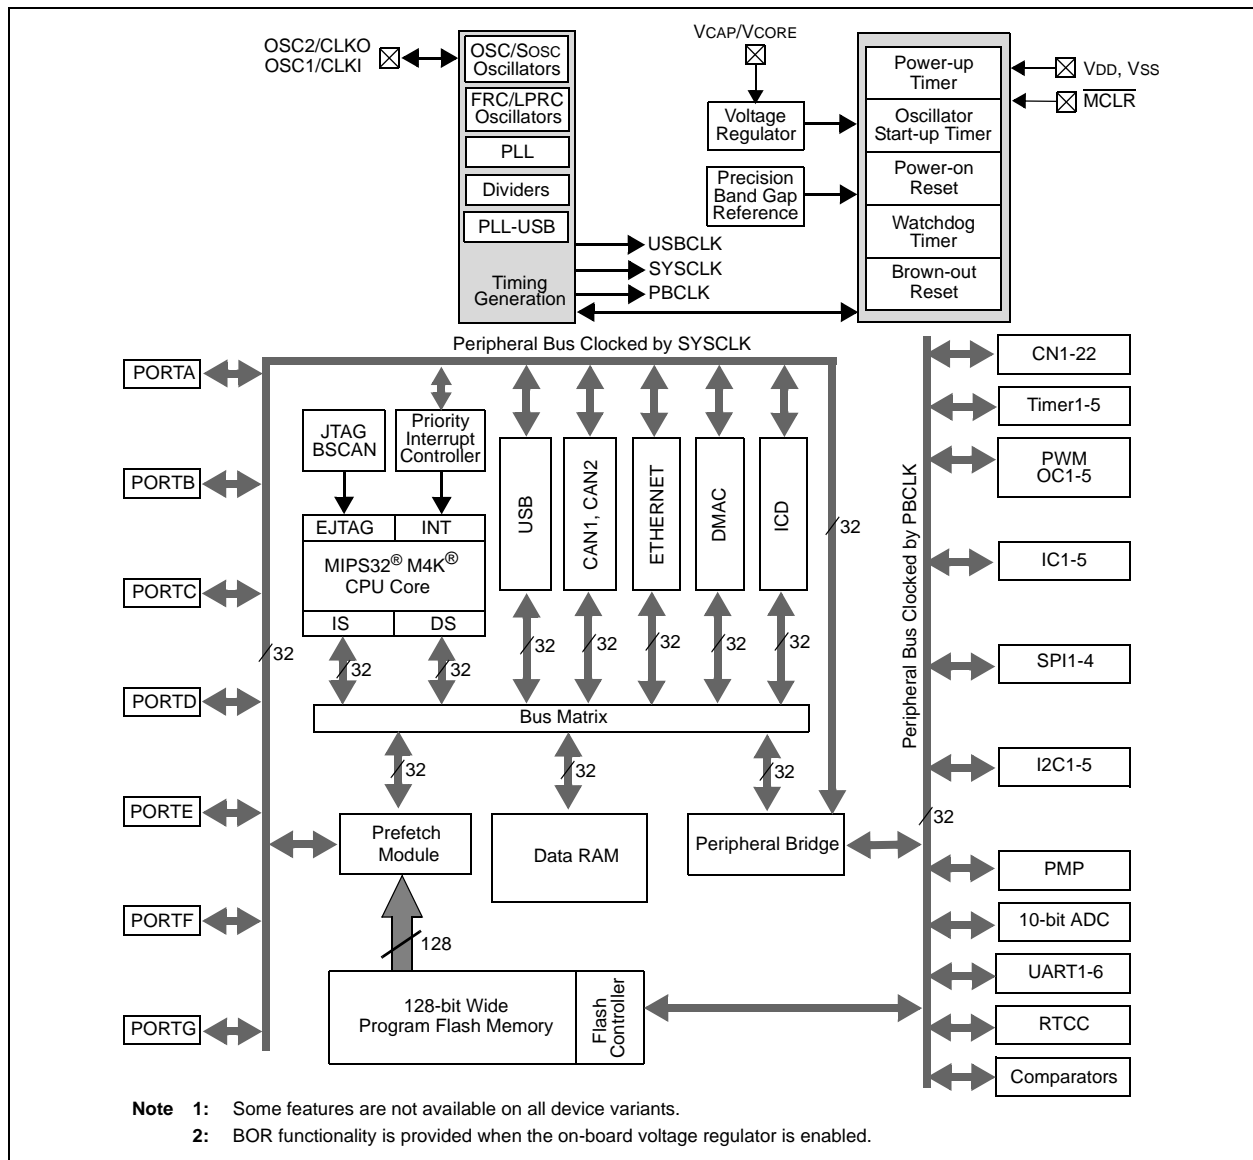 OSC2/CLKO
OSC1/CLKI
OSC/SOSC
Oscillators
FRC/LPRC
Oscillators
PLL
Dividers
PLL-USB
Timing
Generation
USBCLK
SYSCLK
PBCLK
VCAP/VCORE
Voltage
Regulator
Precision
Band Gap
Reference
Power-up
Timer
Oscillator
Start-up Timer
Power-on
Reset
Watchdog
Timer
Brown-out
Reset
VDD, VSS
MCLR
Peripheral Bus Clocked by SYSCLK
PORTA
PORTB
PORTC
PORTD
PORTE
PORTF
PORTG
32
JTAG
BSCAN
Priority
Interrupt
Controller
EJTAG
INT
MIPS32® M4K®
CPU Core
IS
DS
32
32
USB
CAN1, CAN2
ETHERNET
DMAC
ICD
32
32
32
32
32
32
Bus Matrix
32
32
32
Prefetch
Module
Data RAM
Peripheral Bridge
128
128-bit Wide
Program Flash Memory
Flash
Controller
Peripheral Bus Clocked by PBCLK
32
CN1-22
Timer1-5
PWM
OC1-5
IC1-5
SPI1-4
I2C1-5
PMP
10-bit ADC
UART1-6
RTCC
Comparators
Note 1: Some features are not available on all device variants.
2: BOR functionality is provided when the on-board voltage regulator is enabled.